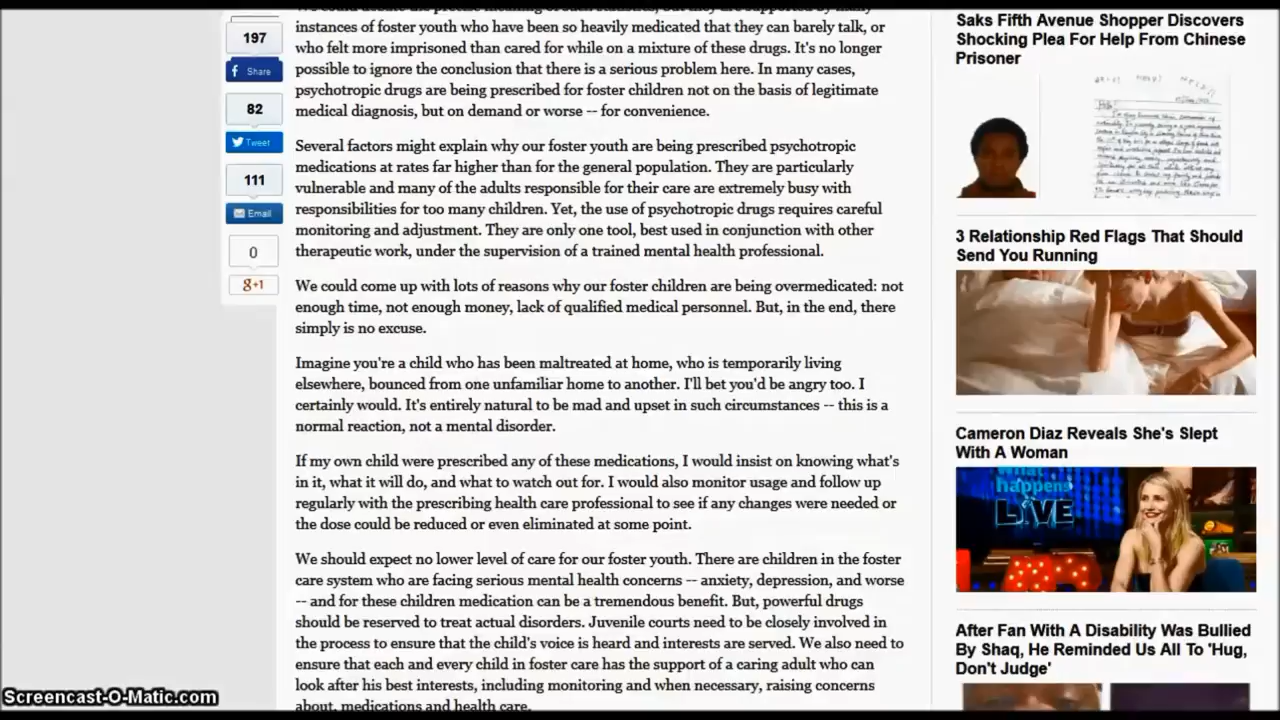 We could debate the precise meaning of such statistics, but they are supported by many
instances of foster youth who have been so heavily medicated that they can barely talk, or
who felt more imprisoned than cared for while on a mixture of these drugs. It's no longer
possible to ignore the conclusion that there is a serious problem here. In many cases,
psychotropic drugs are being prescribed for foster children not on the basis of legitimate
medical diagnosis, but on demand or worse -- for convenience.
Several factors might explain why our foster youth are being prescribed psychotropic
medications at rates far higher than for the general population. They are particularly
vulnerable and many of the adults responsible for their care are extremely busy with
responsibilities for too many children. Yet, the use of psychotropic drugs requires careful
monitoring and adjustment. They are only one tool, best used in conjunction with other
therapeutic work, under the supervision of a trained mental health professional.
We could come up with lots of reasons why our foster children are being overmedicated: not
enough time, not enough money, lack of qualified medical personnel. But, in the end, there
simply is no excuse.
Imagine you're a child who has been maltreated at home, who is temporarily living
elsewhere, bounced from one unfamiliar home to another. I'll bet you'd be angry too. I
certainly would. It's entirely natural to be mad and upset in such circumstances -- this is a
normal reaction, not a mental disorder.
If my own child were prescribed any of these medications, I would insist on knowing what's
in it, what it will do, and what to watch out for. I would also monitor usage and follow up
regularly with the prescribing health care professional to see if any changes were needed or
the dose could be reduced or even eliminated at some point.
We should expect no lower level of care for our foster youth. There are children in the foster
care system who are facing serious mental health concerns -- anxiety, depression, and worse
-- and for these children medication can be a tremendous benefit. But, powerful drugs
should be reserved to treat actual disorders. Juvenile courts need to be closely involved in
the process to ensure that the child's voice is heard and interests are served. We also need to
ensure that each and every child in foster care has the support of a caring adult who can
look after his best interests, including monitoring and when necessary, raising concerns
about, medications and health care.
197
f Share
82
Tweet
111
Email
0
g+1
Saks Fifth Avenue Shopper Discovers
Shocking Plea For Help From Chinese
Prisoner
3 Relationship Red Flags That Should
Send You Running
Cameron Diaz Reveals She's Slept
With A Woman
what
happens
LIVE
After Fan With A Disability Was Bullied
By Shaq, He Reminded Us All To 'Hug,
Don't Judge'
Screencast-O-Matic.com